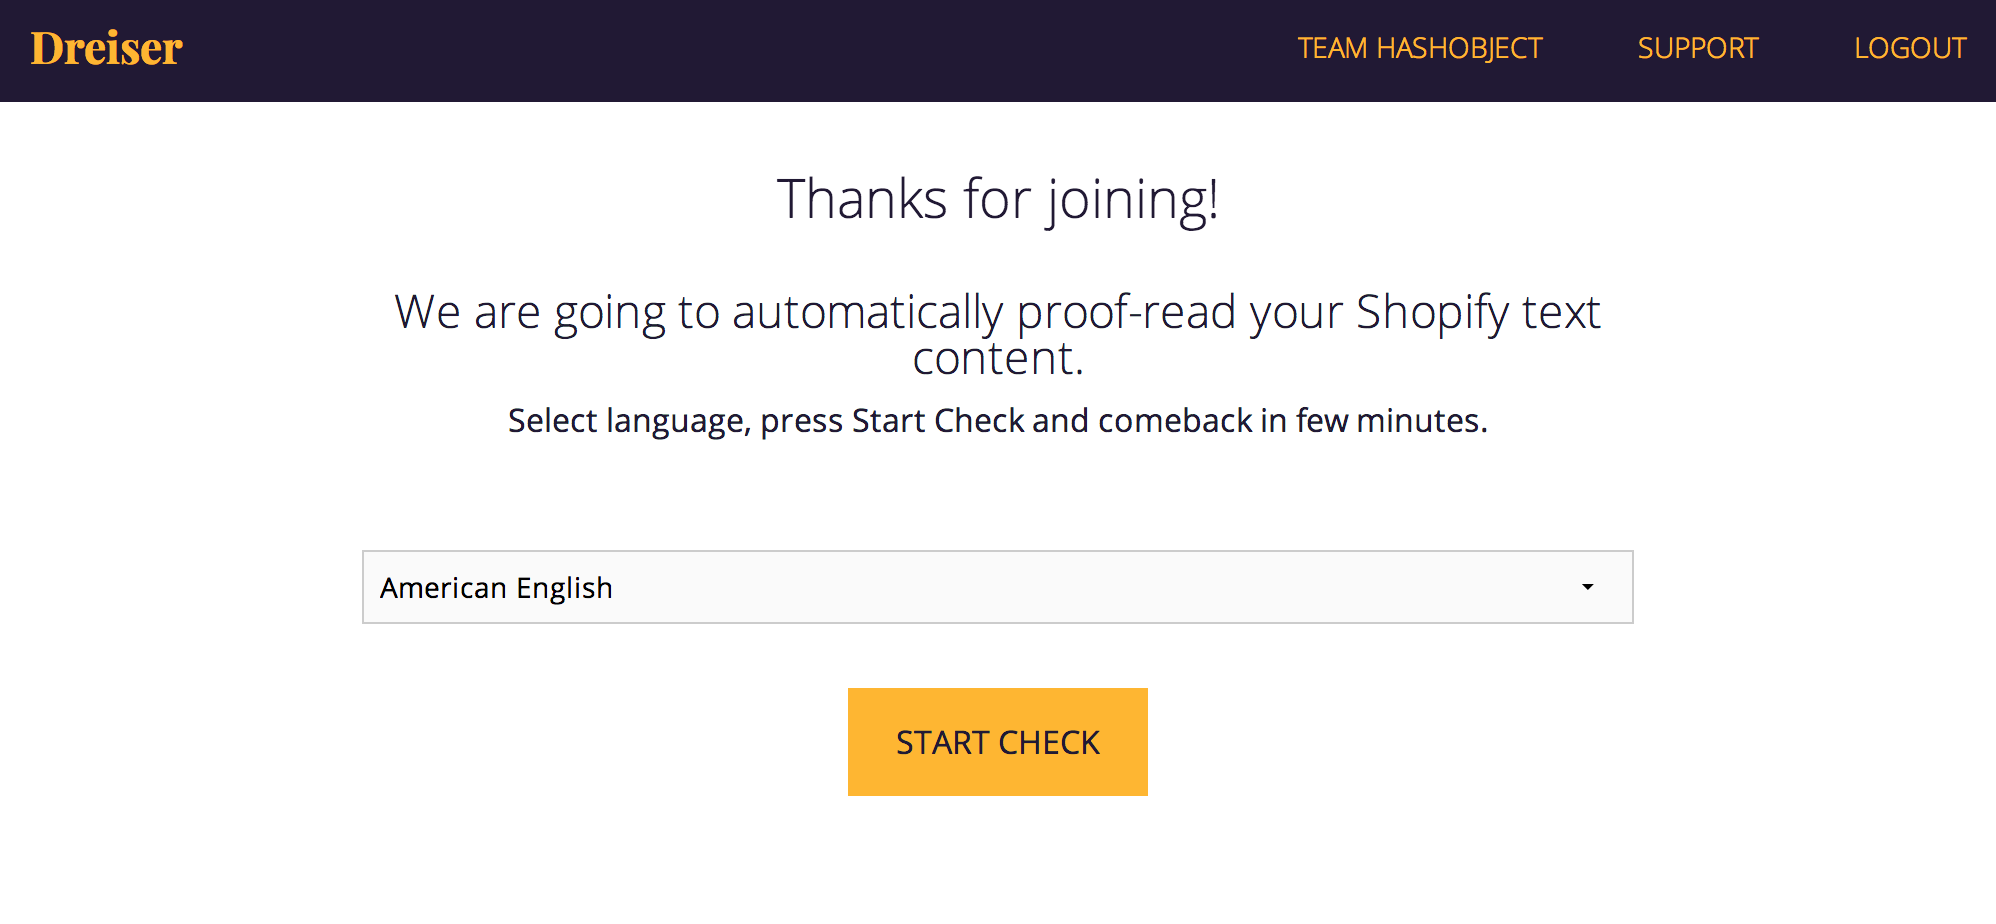 Dreiser
TEAM HASHOBJECT
SUPPORT
LOGOUT
Thanks for joining!
We are going to automatically proof-read your Shopify text
content.
Select language, press Start Check and comeback in few minutes.
American English
START CHECK